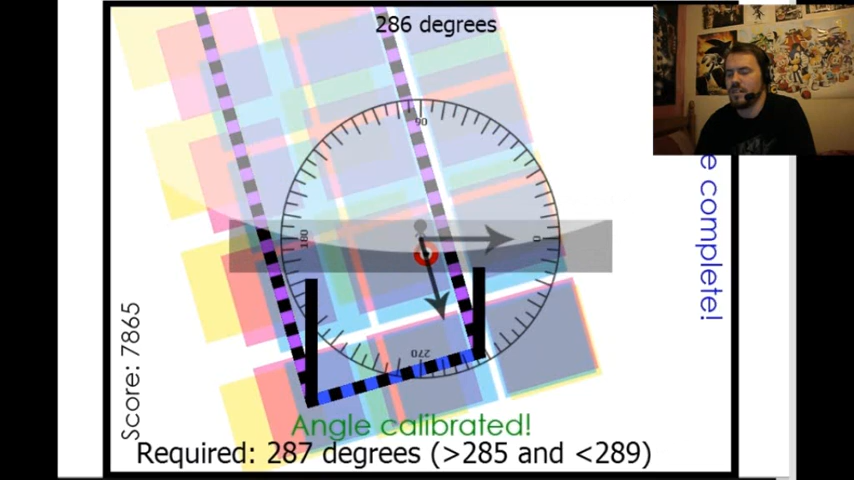 286 degrees
90
180
0
270
e complete!
Score: 7865
Angle calibrated!
Required: 287 degrees (>285 and <289)